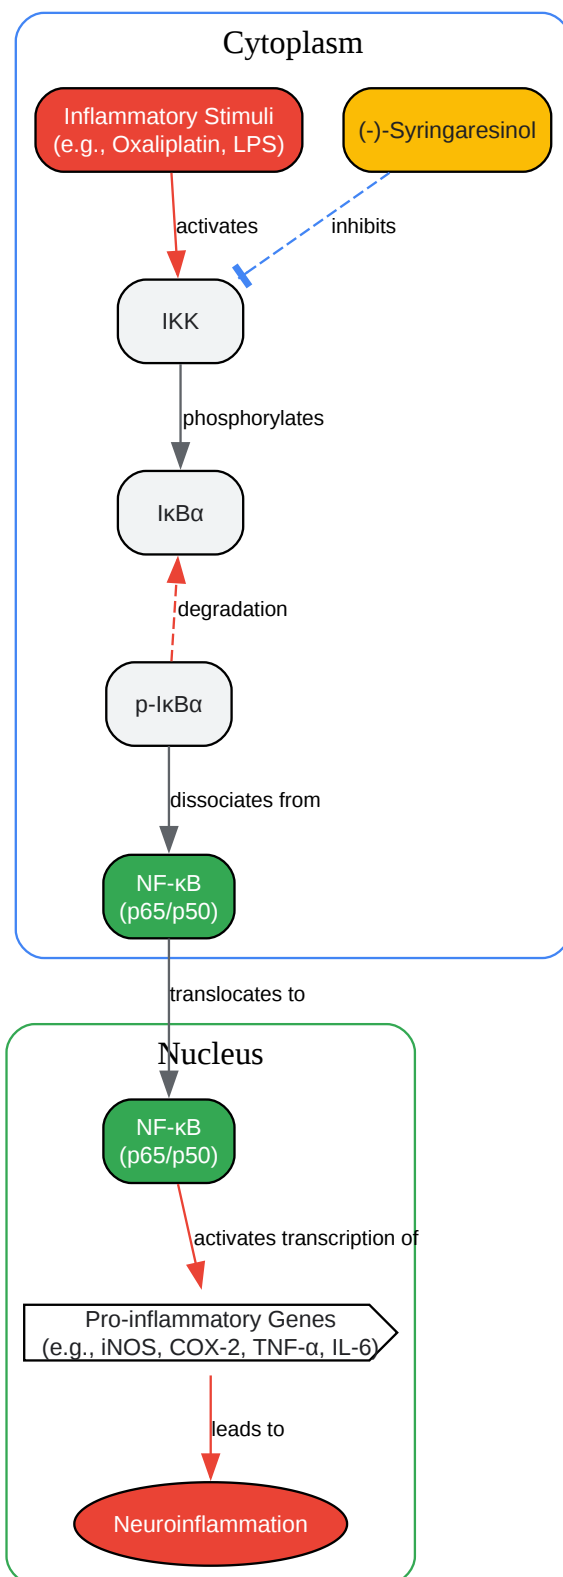 Cytoplasm
Inflammatory Stimuli
(e.g., Oxaliplatin, LPS)
(-)-Syringaresinol
activates
inhibits
IKK
phosphorylates
IκBα
degradation
p-IκBα
dissociates from
NF-κB
(p65/p50)
translocates to
Nucleus
NF-κB
(p65/p50)
activates transcription of
Pro-inflammatory Genes
(e.g., iNOS, COX-2, TNF-α, IL-6)
leads to
Neuroinflammation